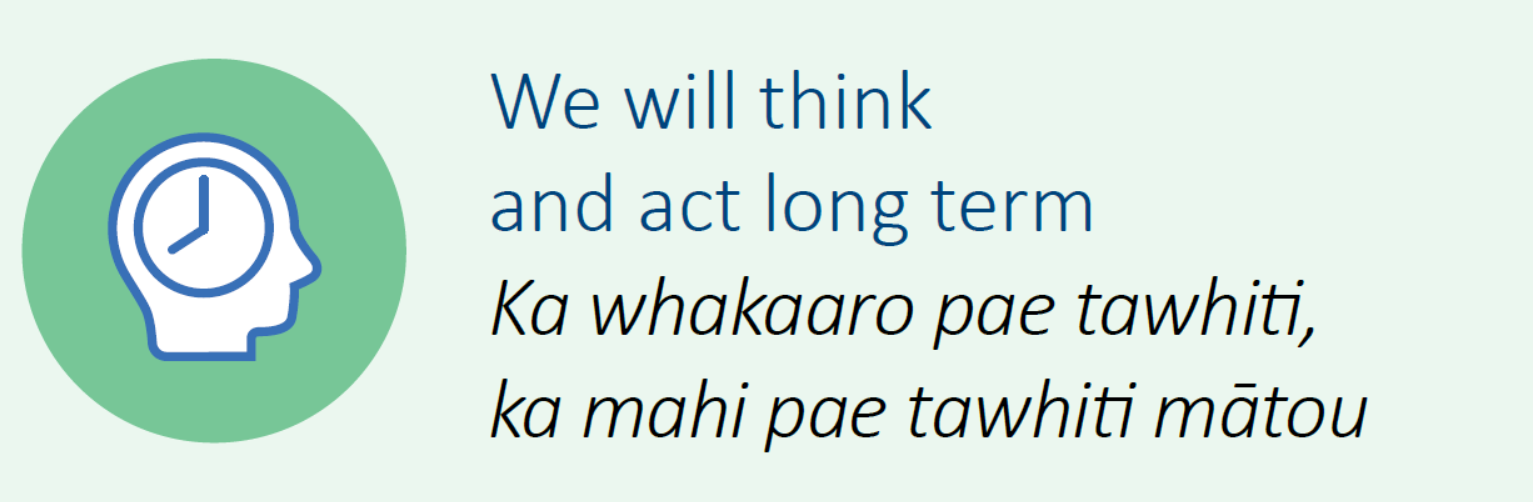 We will think
and act long term
Ka whakaaro pae tawhiti,
ka mahi pae tawhiti mātou